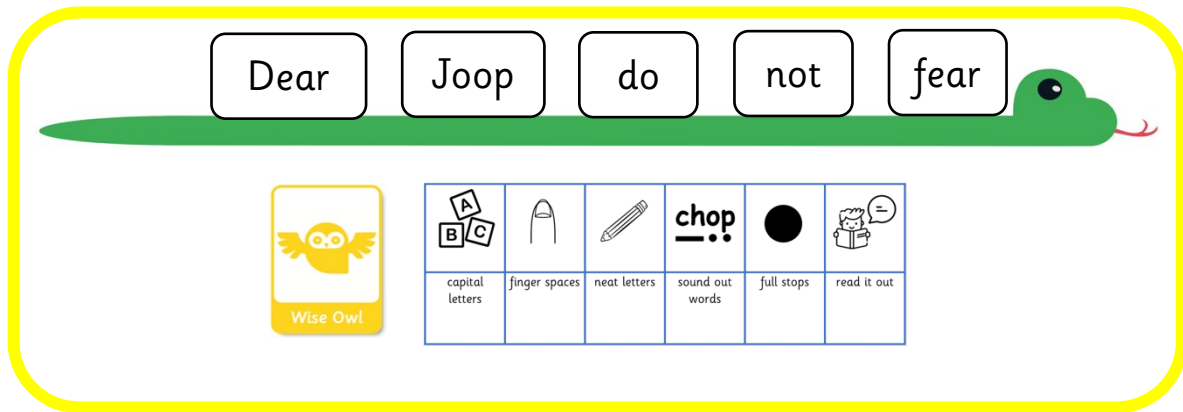 Dear Joop do not fear
A
B C
chop
capital letters
finger spaces
neat letters
sound out words
full stops
read it out
Wise Owl